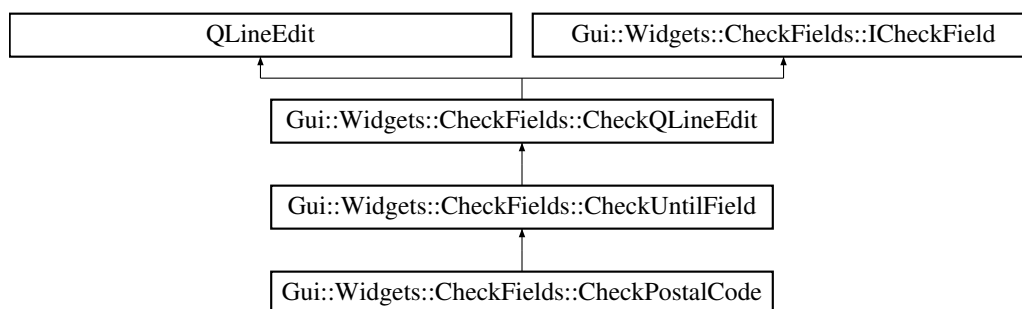 QLineEdit
Gui::Widgets::CheckFields::ICheckField
Gui::Widgets::CheckFields::CheckQLineEdit
Gui::Widgets::CheckFields::CheckUntilField
Gui::Widgets::CheckFields::CheckPostalCode